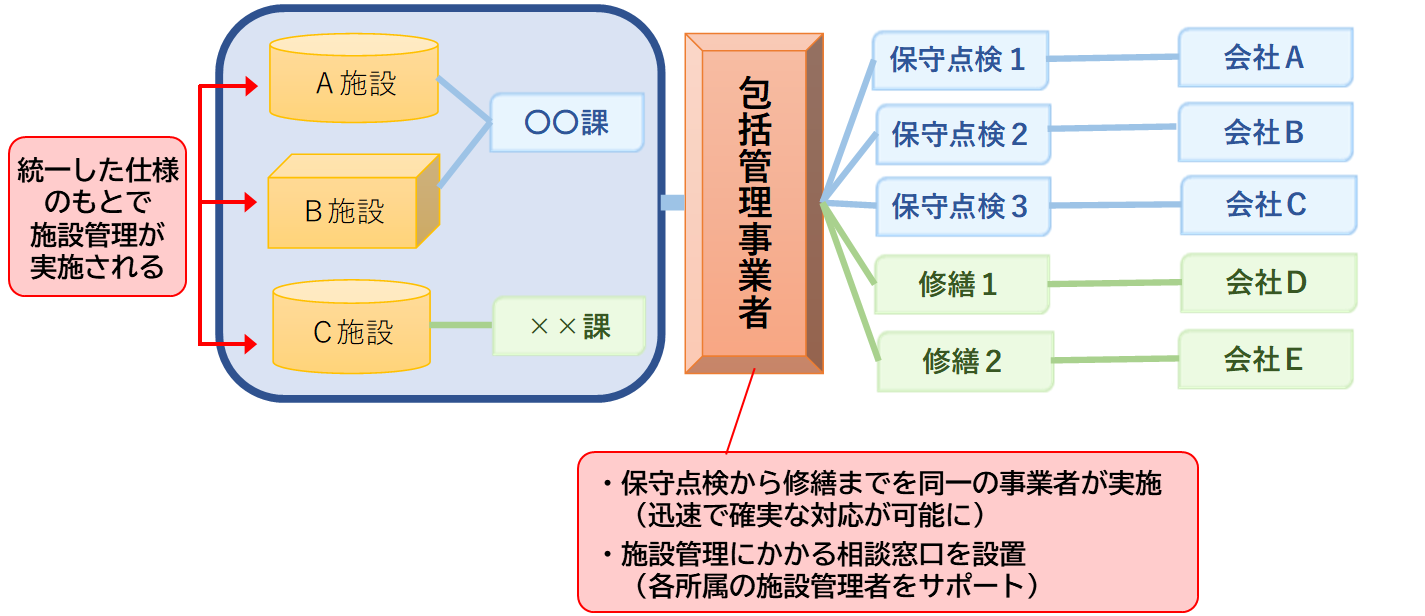 統一した仕様
のもとで
施設管理が
実施される
A施設
B施設
C施設
〇〇課
××課
包括管理事業者
保守点検1
会社A
保守点検2
会社B
保守点検3
会社C
修繕1
会社D
修繕2
会社E
・保守点検から修繕までを同一の事業者が実施
（迅速で確実な対応が可能に）
・施設管理にかかる相談窓口を設置
（各所属の施設管理者をサポート）